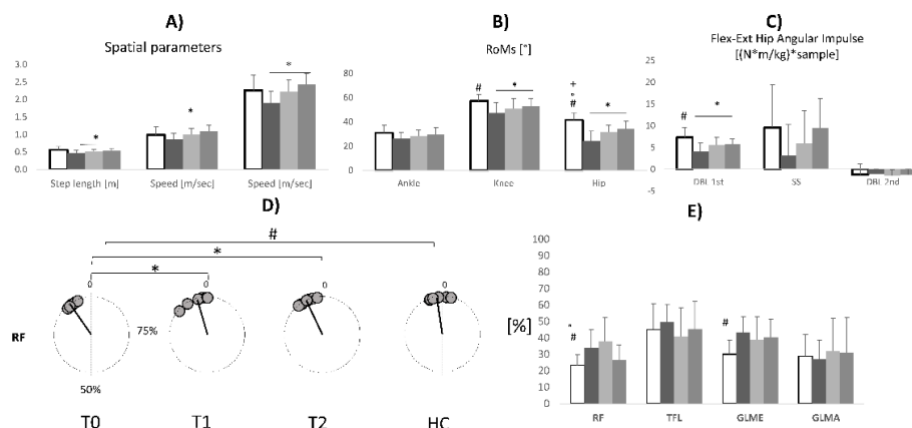 A)
Spatial parameters
3.0
2.5
2.0
1.5
1.0
0.5
0.0
*
*
*
Step length [m]
Speed [m/sec]
Speed [m/sec]
B)
RoMs [°]
80
60
40
20
0
#
*
+
*
#
*
Ankle
Knee
Hip
C)
Flex-Ext Hip Angular Impulse
[(N*m/kg)*sample]
25
20
15
10
5
0
-5
#
*
DBL 1st
SS
DBL 2nd
D)
#
*
*
0
0
0
0
RF
75%
50%
T0
T1
T2
HC
E)
[%]
100
90
80
70
60
50
40
30
20
10
0
*
#
#
RF
TFL
GLME
GLMA